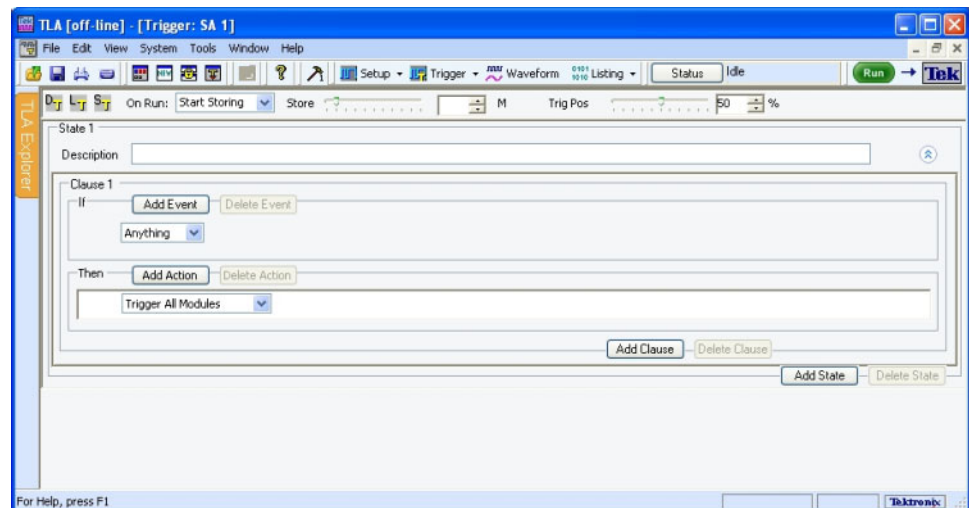 TLA [off-line] - [Trigger: SA 1]
File Edit View System Tools Window Help
Setup Trigger Waveform Listing Status Idle Run Tek
On Run: Start Storing Store M Trig Pos 50 %
TLA Explorer
State 1
Description
Clause 1
If Add Event Delete Event
Anything
Then Add Action Delete Action
Trigger All Modules
Add Clause Delete Clause
Add State Delete State
For Help, press F1 Tektronix